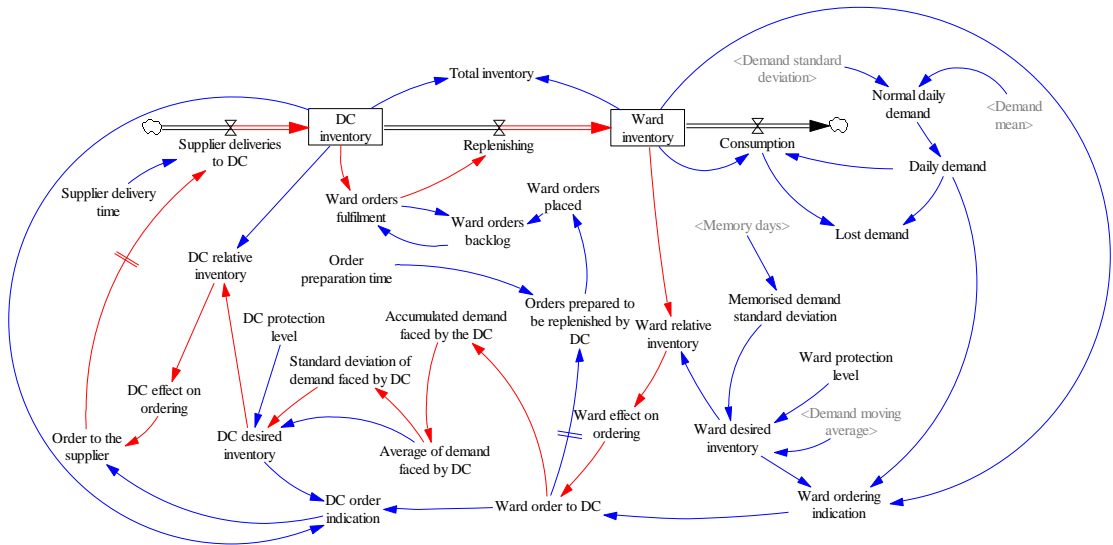 Total inventory
<Demand standard
deviation>
Normal daily
demand
<Demand
mean>
DC
inventory
Ward
inventory
Supplier deliveries
to DC
Replenishing
Consumption
Daily demand
Supplier delivery
time
Ward orders
fulfilment
Ward orders
placed
Ward orders
backlog
Lost demand
<Memory days>
DC relative
inventory
Order
preparation time
Memorised demand
standard deviation
Orders prepared to
be replenished by
DC
DC protection
level
Accumulated demand
faced by the DC
Ward relative
inventory
Standard deviation of
demand faced by DC
Ward protection
level
DC effect on
ordering
Ward effect on
ordering
<Demand moving
average>
Order to the
supplier
DC desired
inventory
Average of demand
faced by DC
Ward desired
inventory
DC order
indication
Ward order to DC
Ward ordering
indication